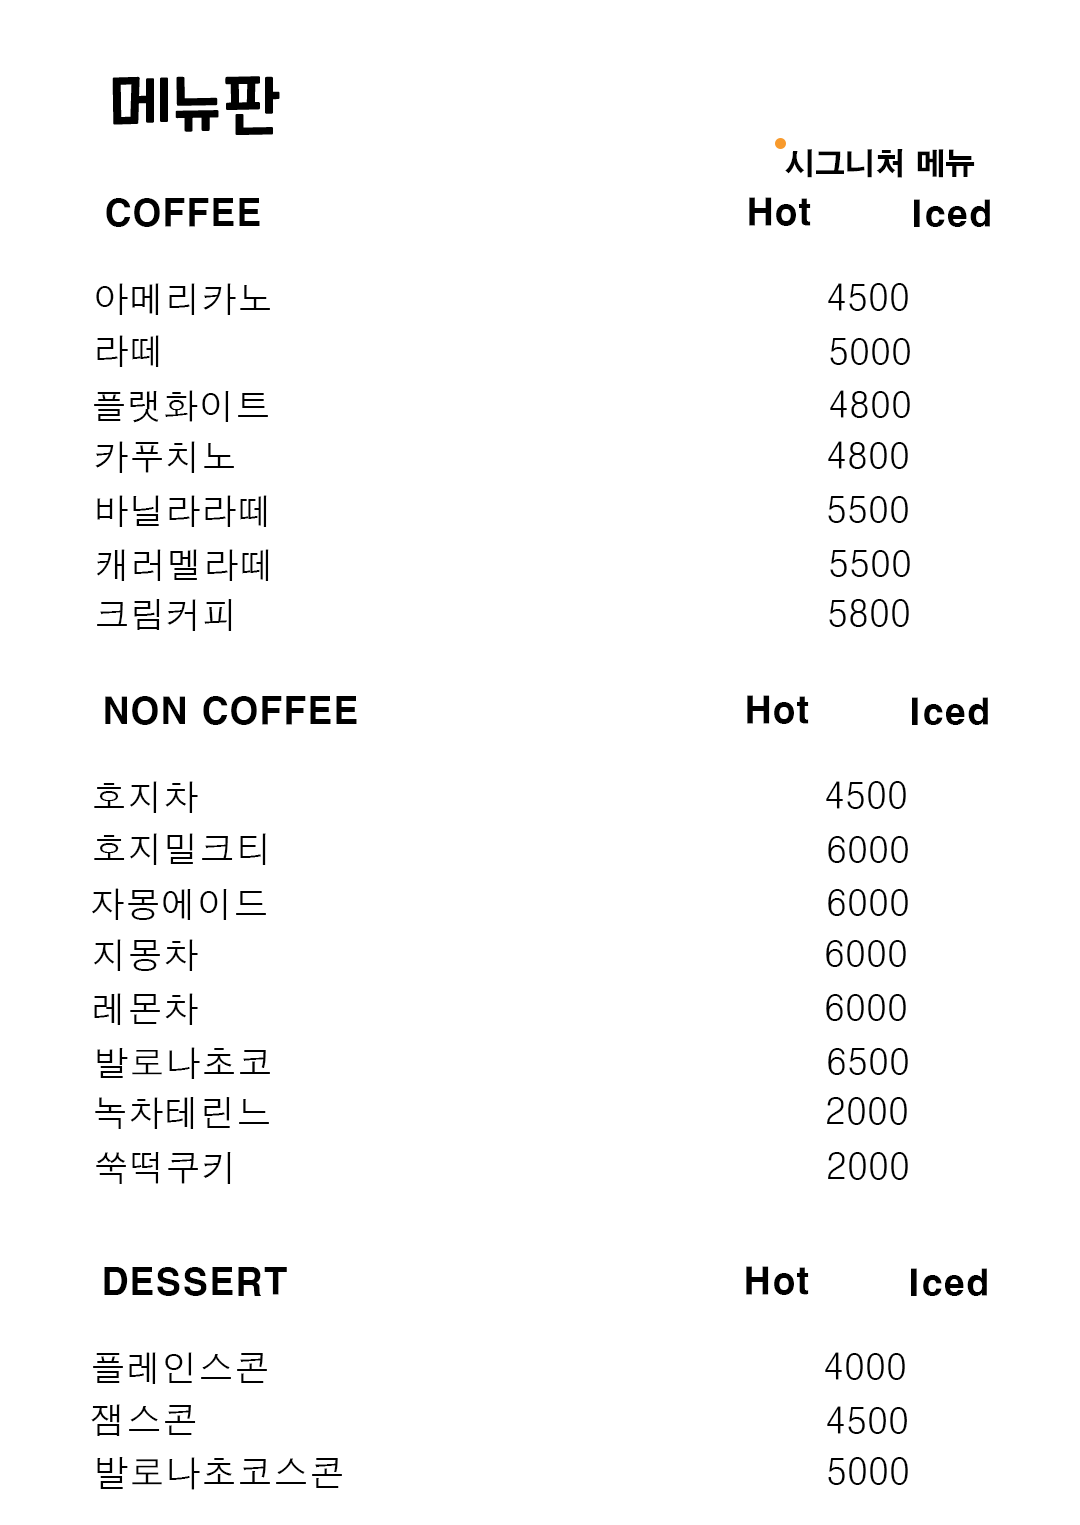 메뉴판
시그니처 메뉴
COFFEE Hot Iced
아메리카노 4500
라떼 5000
플랫화이트 4800
카푸치노 4800
바닐라라떼 5500
캐러멜라떼 5500
크림커피 5800
NON COFFEE Hot Iced
호지차 4500
호지밀크티 6000
자몽에이드 6000
지몽차 6000
레몬차 6000
발로나초코 6500
녹차테린느 2000
쑥떡쿠키 2000
DESSERT Hot Iced
플레인스콘 4000
잼스콘 4500
발로나초코스콘 5000